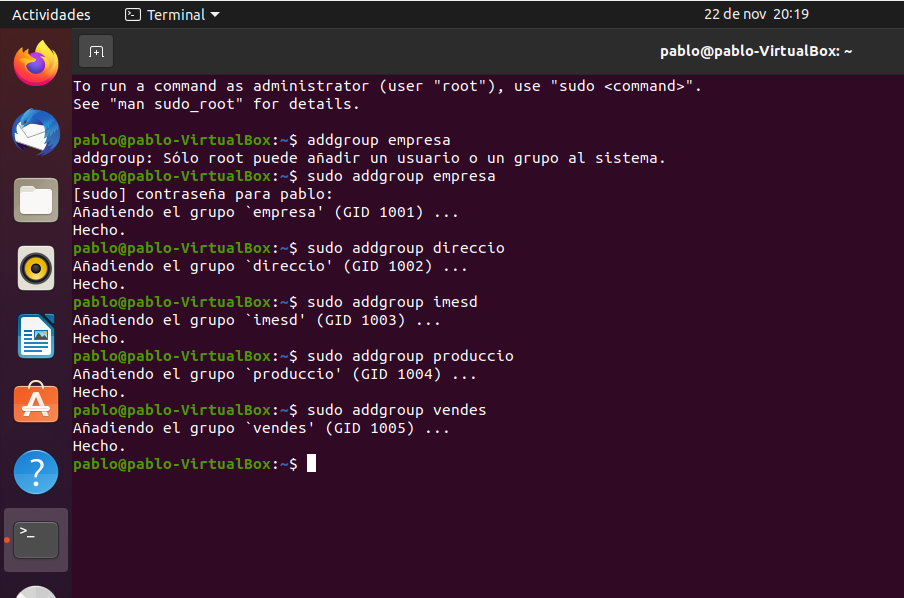 Actividades
Terminal
22 de nov 20:19
pablo@pablo-VirtualBox: ~
To run a command as administrator (user "root"), use "sudo <command>".
See "man sudo_root" for details.
pablo@pablo-VirtualBox:~$ addgroup empresa
addgroup: Sólo root puede añadir un usuario o un grupo al sistema.
pablo@pablo-VirtualBox:~$ sudo addgroup empresa
[sudo] contraseña para pablo:
Añadiendo el grupo `empresa' (GID 1001) ...
Hecho.
pablo@pablo-VirtualBox:~$ sudo addgroup direccio
Añadiendo el grupo `direccio' (GID 1002) ...
Hecho.
pablo@pablo-VirtualBox:~$ sudo addgroup imesd
Añadiendo el grupo `imesd' (GID 1003) ...
Hecho.
pablo@pablo-VirtualBox:~$ sudo addgroup produccio
Añadiendo el grupo `produccio' (GID 1004) ...
Hecho.
pablo@pablo-VirtualBox:~$ sudo addgroup vendes
Añadiendo el grupo `vendes' (GID 1005) ...
Hecho.
pablo@pablo-VirtualBox:~$